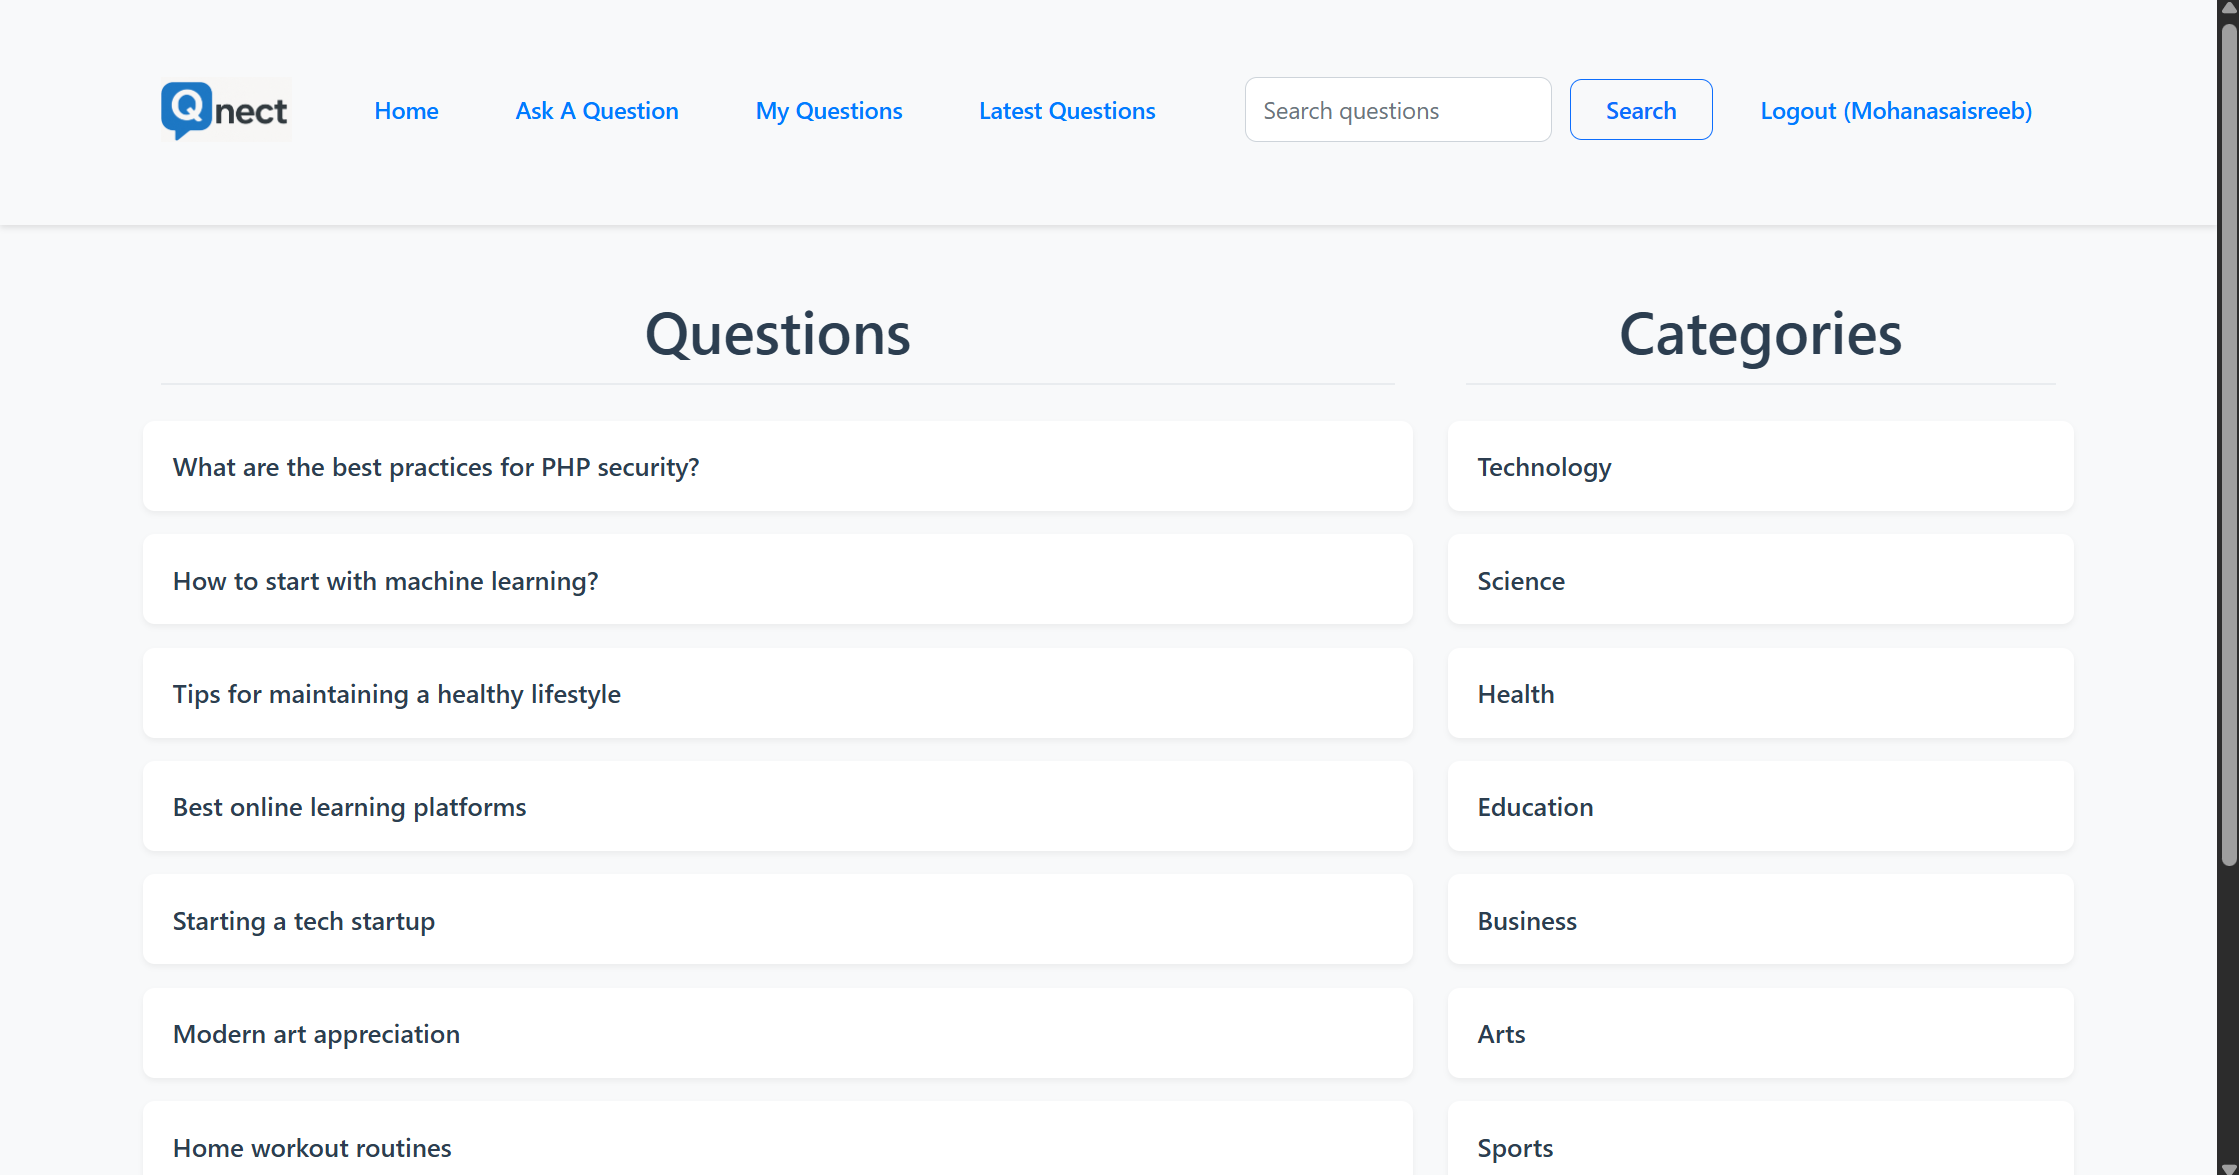 Qnect
Home Ask A Question My Questions Latest Questions Search questions Search Logout (Mohanasaisreeb)
Questions
What are the best practices for PHP security?
How to start with machine learning?
Tips for maintaining a healthy lifestyle
Best online learning platforms
Starting a tech startup
Modern art appreciation
Home workout routines
Categories
Technology
Science
Health
Education
Business
Arts
Sports